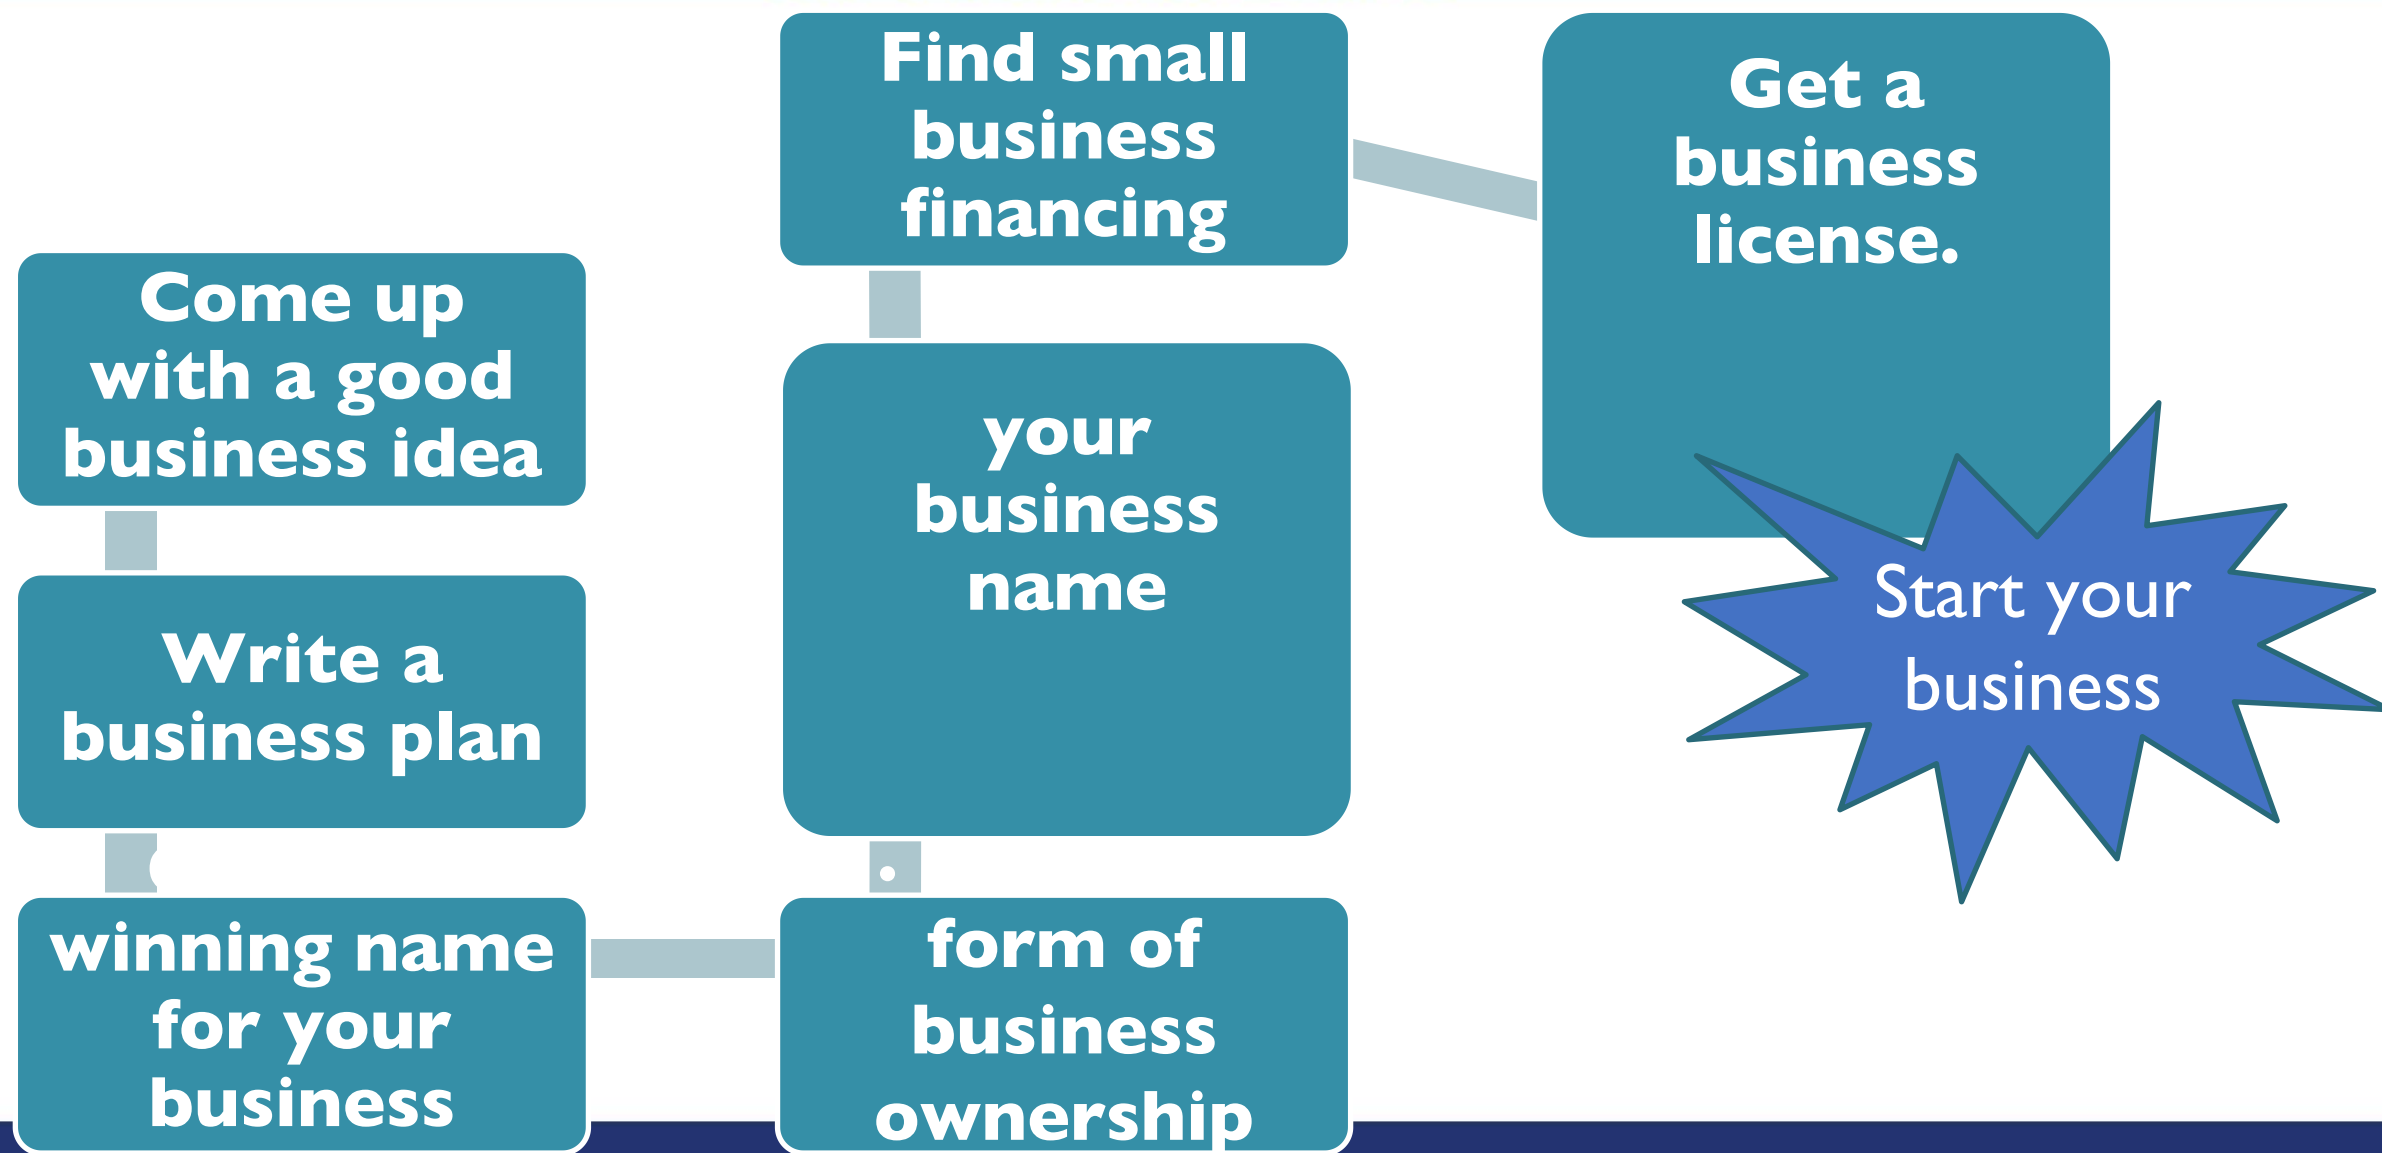 Come up
with a good
business idea
Write a
business plan
winning name
for your
business
form of
business
ownership
your
business
name
Find small
business
financing
Get a
business
license.
Start your
business